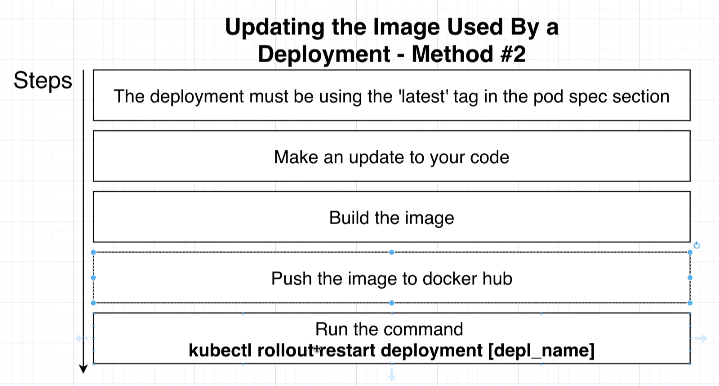 Updating the Image Used By a
Deployment - Method #2
Steps
The deployment must be using the 'latest' tag in the pod spec section
Make an update to your code
Build the image
Push the image to docker hub
Run the command
kubectl rollout restart deployment [depl_name]